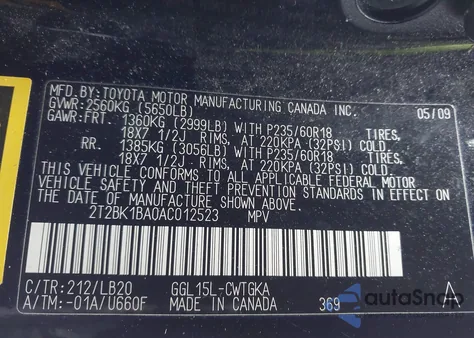 MFD.BY:TOYOTA MOTOR MANUFACTURING CANADA INC.
05/09
GVWR:2560KG (5650LB)
GAWR:FRT. 1360KG (2999LB) WITH P235/60R18 TIRES,
18X7 1/2J - RIMS, AT 220KPA (32PSI) COLD.
RR. 1385KG (3056LB) WITH P235/60R18 TIRES,
18X7 1/2J - RIMS, AT 220KPA (32PSI) COLD.
THIS VEHICLE CONFORMS TO ALL APPLICABLE FEDERAL MOTOR
VEHICLE SAFETY AND THEFT PREVENTION STANDARDS IN EFFECT ON
THE DATE OF MANUFACTURE SHOWN ABOVE.
2T2BK1BA0AC012523 MPV
C/TR:212/LB20 GGL15L-CWTGKA
A/TM:-01A/U660F MADE IN CANADA 369 A
autoSnap